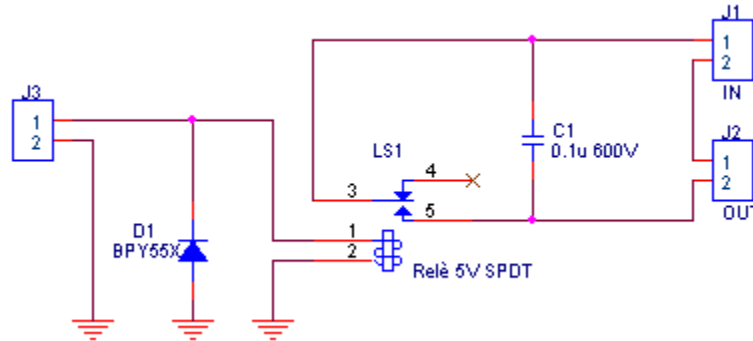 J1
1
2
IN
J3
1
2
C1
0.1u 600V
J2
1
2
OUT
LS1
4
3
5
D1
BPY55X
1
2
Relè 5V SPDT